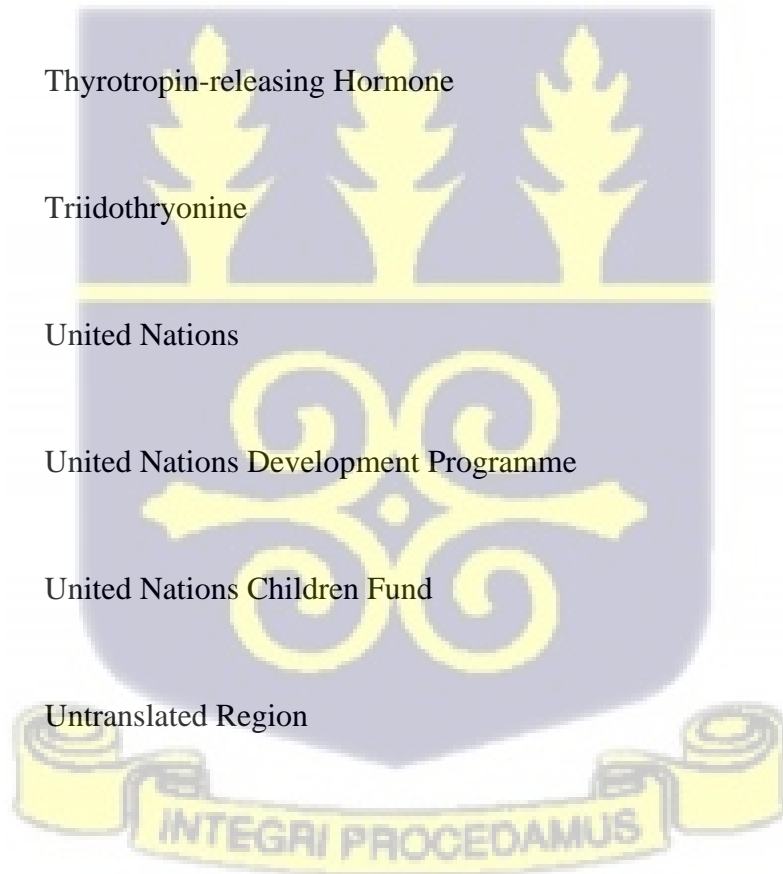 Thyrotropin-releasing Hormone
Triidothryonine
United Nations
United Nations Development Programme
United Nations Children Fund
Untranslated Region
INTEGRI PROCEDAMUS